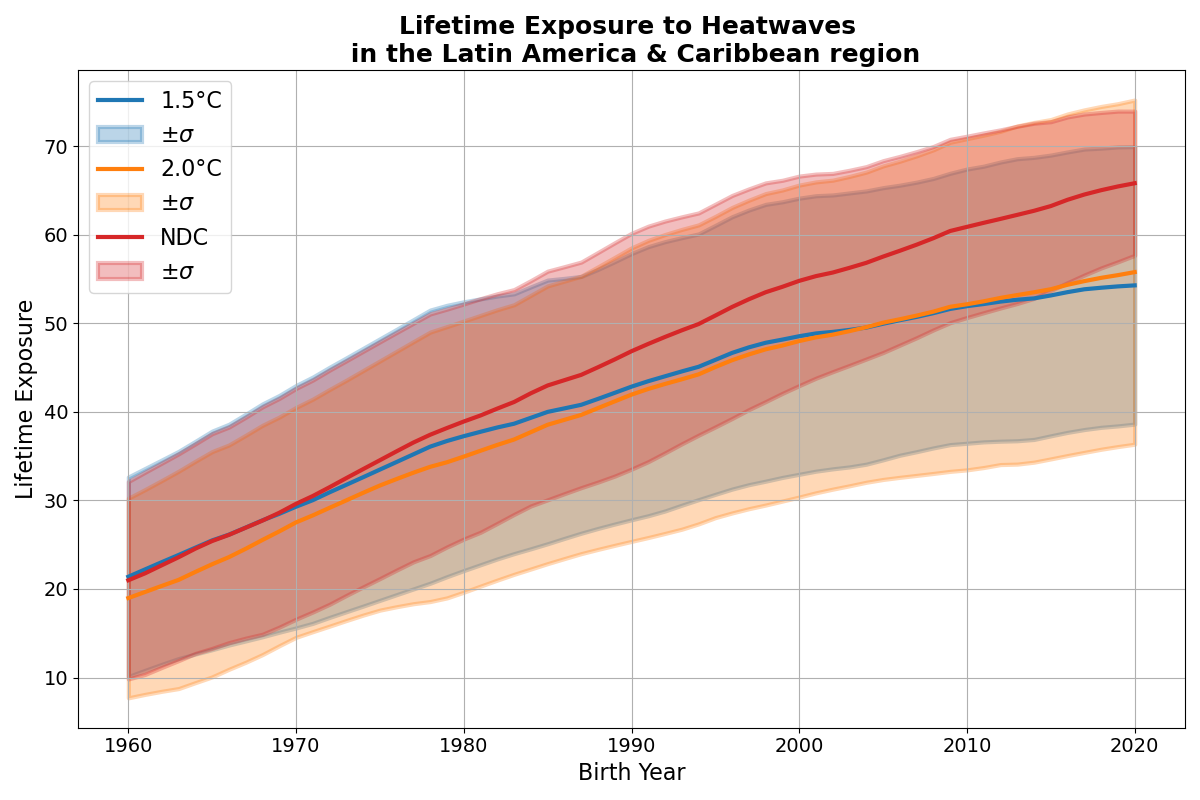 Lifetime Exposure to Heatwaves
in the Latin America & Caribbean region
1.5°C
±σ
2.0°C
±σ
NDC
±σ
Lifetime Exposure
70
60
50
40
30
20
10
1960 1970 1980 1990 2000 2010 2020
Birth Year